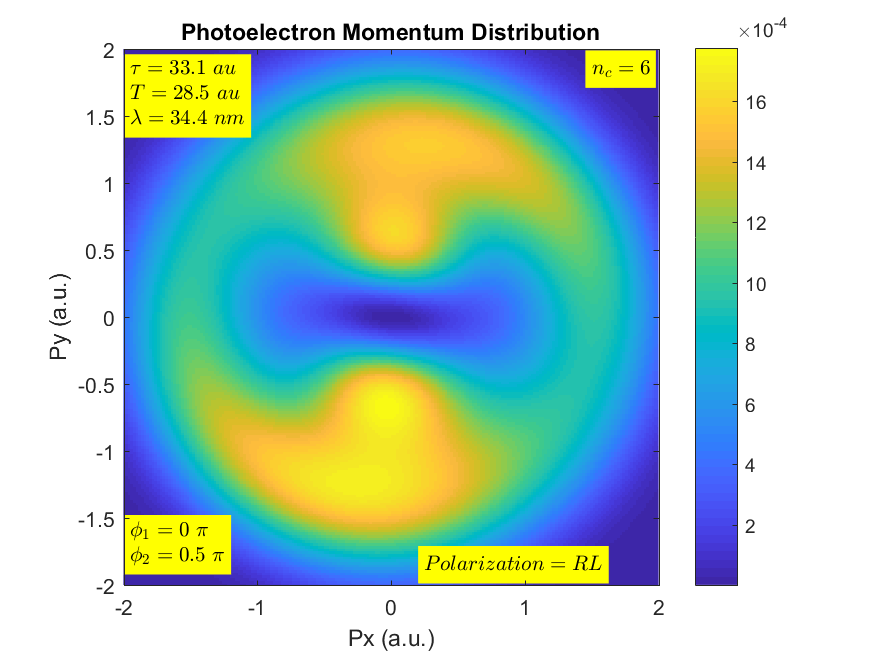 Photoelectron Momentum Distribution
×10⁻⁴
τ = 33.1 au
T = 28.5 au
λ = 34.4 nm
n_c = 6
2
1.5
1
0.5
0
-0.5
-1
-1.5
-2
Py (a.u.)
ϕ₁ = 0 π
ϕ₂ = 0.5 π
Polarization = RL
-2
-1
0
1
2
Px (a.u.)
16
14
12
10
8
6
4
2